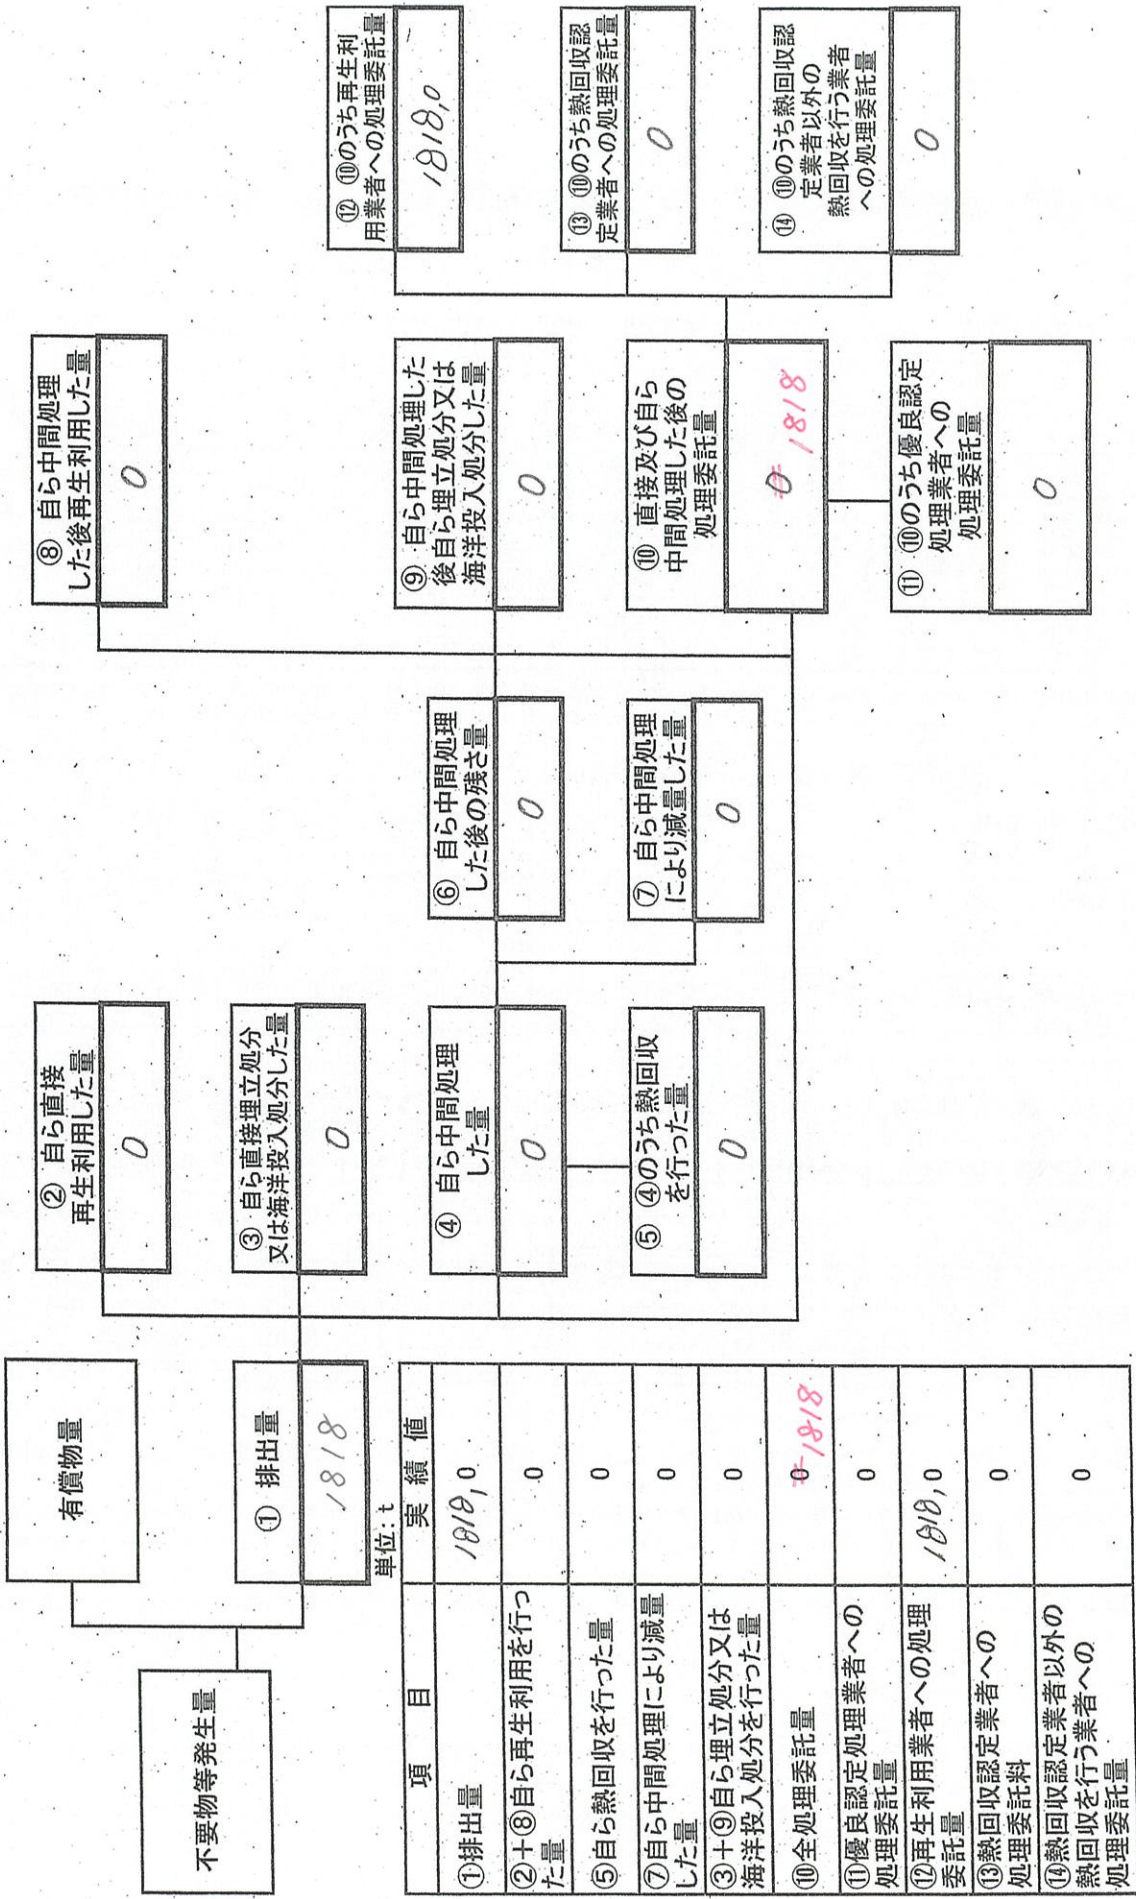 不要物等発生量
有償物量
① 排出量
1818
② 自ら直接
再生利用した量
0
③ 自ら直接埋立処分
又は海洋投入処分した量
0
④ 自ら中間処理
した量
0
⑤ ④のうち熱回収
を行った量
0
⑥ 自ら中間処理
した後の残さ量
0
⑦ 自ら中間処理
により減量した量
0
⑧ 自ら中間処理
した後再生利用した量
0
⑨ 自ら中間処理した
後自ら埋立処分又は
海洋投入処分した量
0
⑩ 直接及び自ら
中間処理した後の
処理委託量
0 1818
⑪ ⑩のうち優良認定
処理業者への
処理委託量
0
⑫ ⑩のうち再生利
用業者への処理委託量
1818,0
⑬ ⑩のうち熱回収認
定業者への処理委託量
0
⑭ ⑩のうち熱回収認
定業者以外の
熱回収を行う業者
への処理委託量
0
単位:t
項 目 実 績 値
①排出量 1818,0
②+⑧自ら再生利用を行っ
た量 0
⑤自ら熱回収を行った量 0
⑦自ら中間処理により減量
した量 0
③+⑨自ら埋立処分又は
海洋投入処分を行った量 0
⑩全処理委託量 0 1818
⑪優良認定処理業者への
処理委託量 0
⑫再生利用業者への処理
委託量 1818,0
⑬熱回収認定業者への
処理委託料 0
⑭熱回収認定業者以外の
熱回収を行う業者への
処理委託量 0